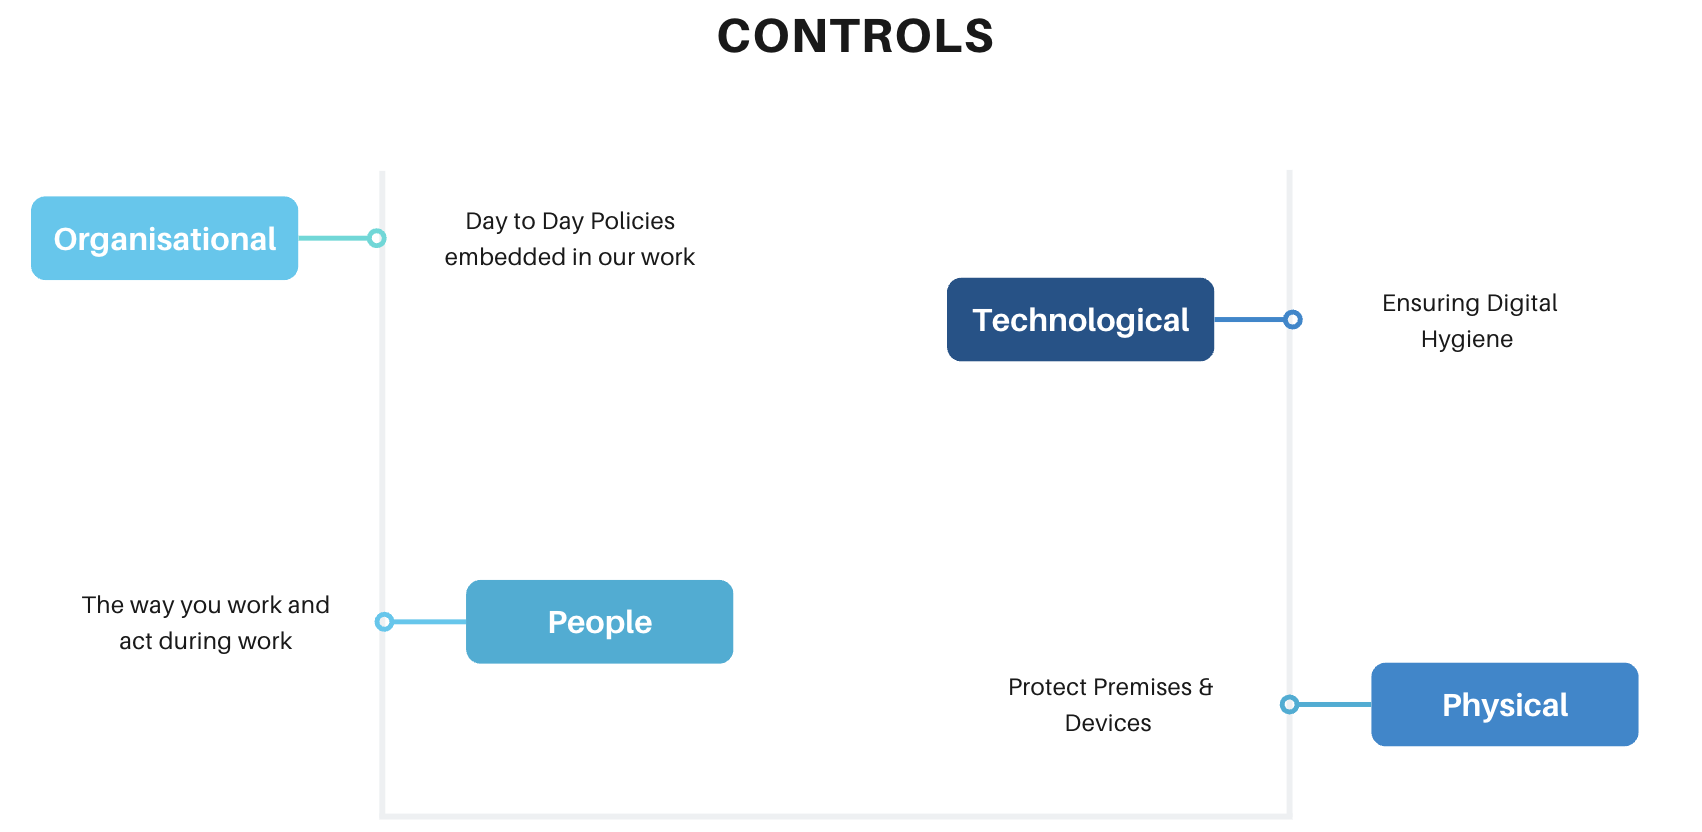 CONTROLS
Organisational
Day to Day Policies
embedded in our work
Technological
Ensuring Digital
Hygiene
The way you work and
act during work
People
Protect Premises &
Devices
Physical